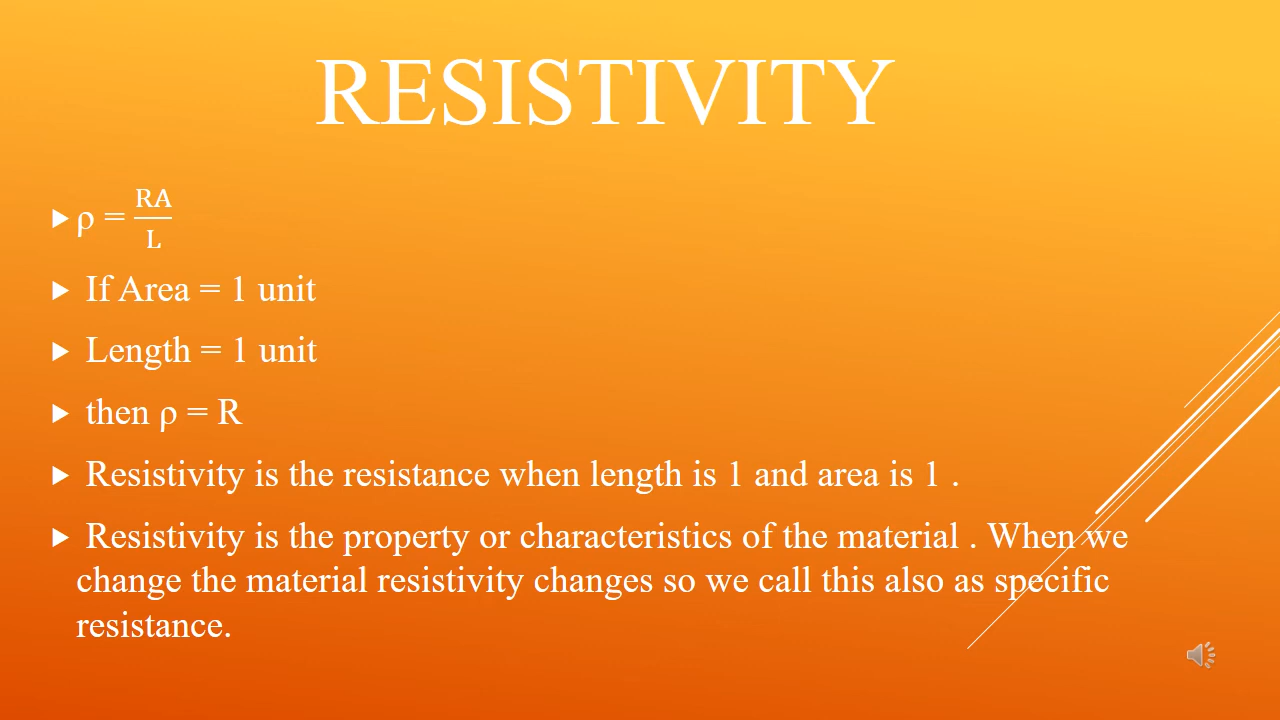 RESISTIVITY
ρ = RA/L
If Area = 1 unit
Length = 1 unit
then ρ = R
Resistivity is the resistance when length is 1 and area is 1 .
Resistivity is the property or characteristics of the material . When we
change the material resistivity changes so we call this also as specific
resistance.